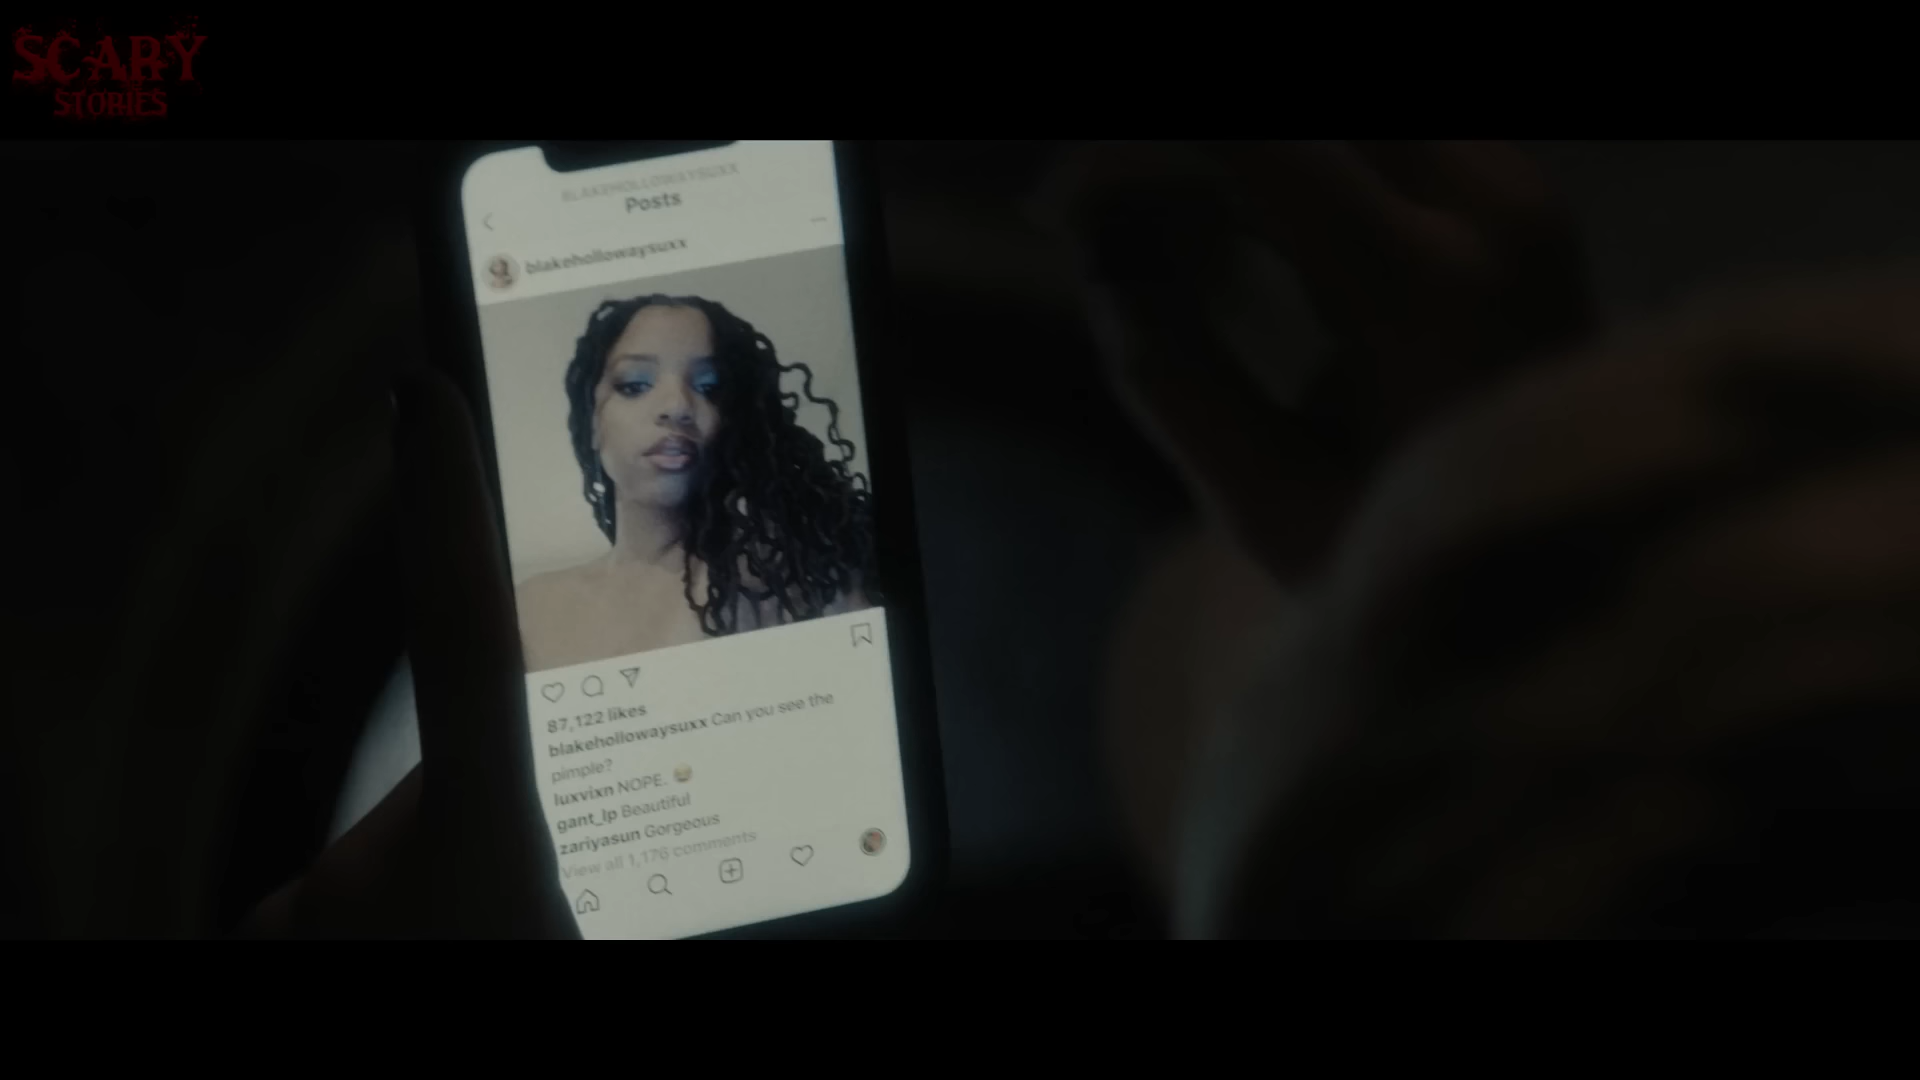 SCARY
STORIES
BLAKEHOLLOWAYSUXX
Posts
blakehollowaysuxx
87,122 likes
blakehollowaysuxx Can you see the
pimple?
luxvixn NOPE. 😂
gant_lp Beautiful
zariyasun Gorgeous
View all 1,176 comments